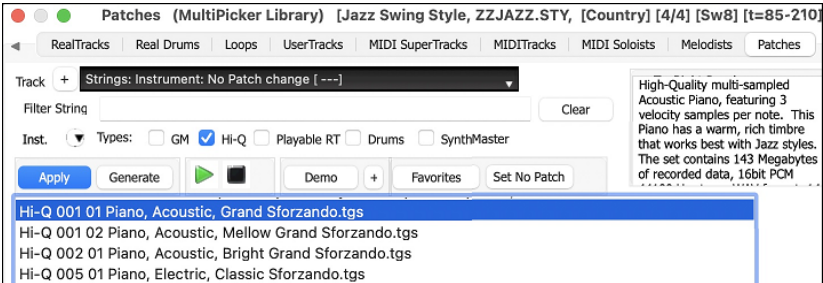 Patches (MultiPicker Library) [Jazz Swing Style, ZZJAZZ.STY, [Country] [4/4] [Sw8] [t=85-210]
RealTracks Real Drums Loops UserTracks MIDI SuperTracks MIDITracks MIDI Soloists Melodists Patches
Track + Strings: Instrument: No Patch change [ ---]
Filter String Clear
Inst. Types: GM Hi-Q Playable RT Drums SynthMaster
Apply Generate Demo + Favorites Set No Patch
High-Quality multi-sampled
Acoustic Piano, featuring 3
velocity samples per note. This
Piano has a warm, rich timbre
that works best with Jazz styles.
The set contains 143 Megabytes
of recorded data, 16bit PCM
Hi-Q 001 01 Piano, Acoustic, Grand Sforzando.tgs
Hi-Q 001 02 Piano, Acoustic, Mellow Grand Sforzando.tgs
Hi-Q 002 01 Piano, Acoustic, Bright Grand Sforzando.tgs
Hi-Q 005 01 Piano, Electric, Classic Sforzando.tgs